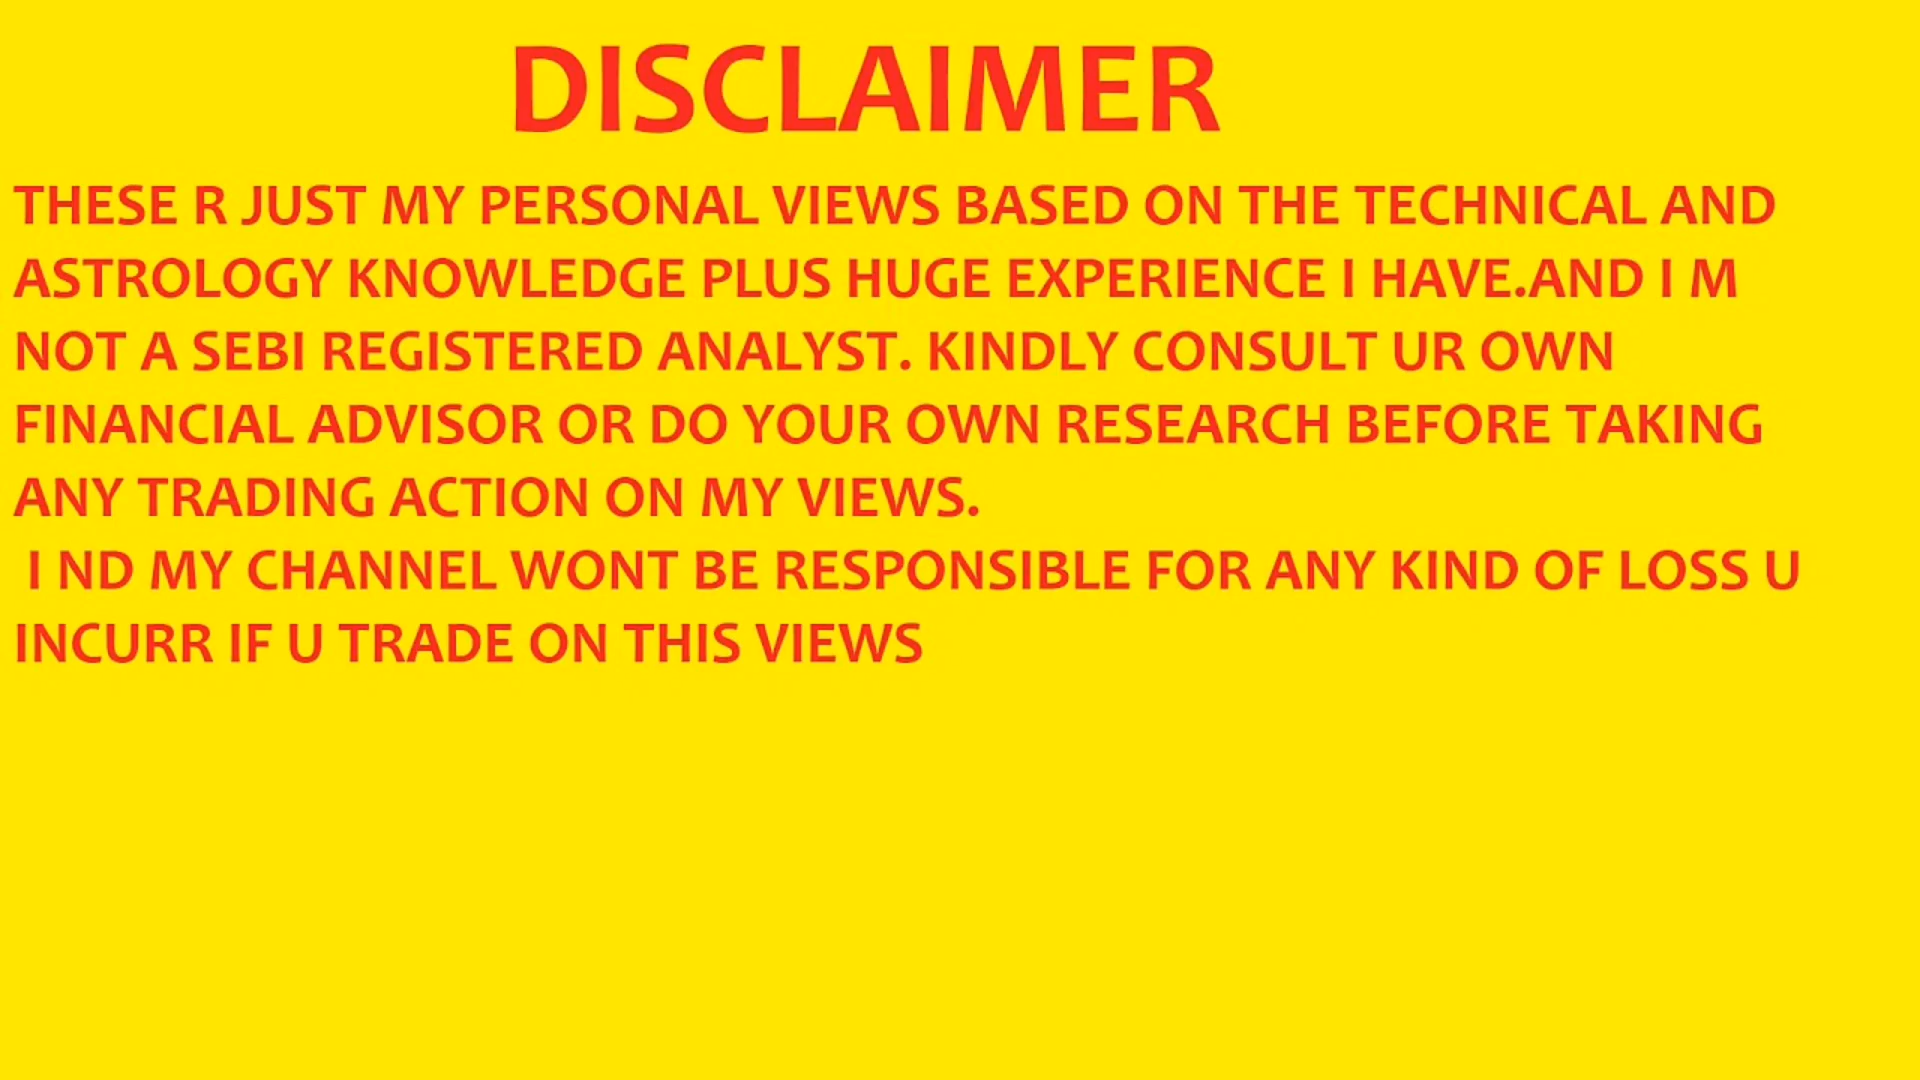 DISCLAIMER
THESE R JUST MY PERSONAL VIEWS BASED ON THE TECHNICAL AND
ASTROLOGY KNOWLEDGE PLUS HUGE EXPERIENCE I HAVE.AND I M
NOT A SEBI REGISTERED ANALYST. KINDLY CONSULT UR OWN
FINANCIAL ADVISOR OR DO YOUR OWN RESEARCH BEFORE TAKING
ANY TRADING ACTION ON MY VIEWS.
I ND MY CHANNEL WONT BE RESPONSIBLE FOR ANY KIND OF LOSS U
INCURR IF U TRADE ON THIS VIEWS